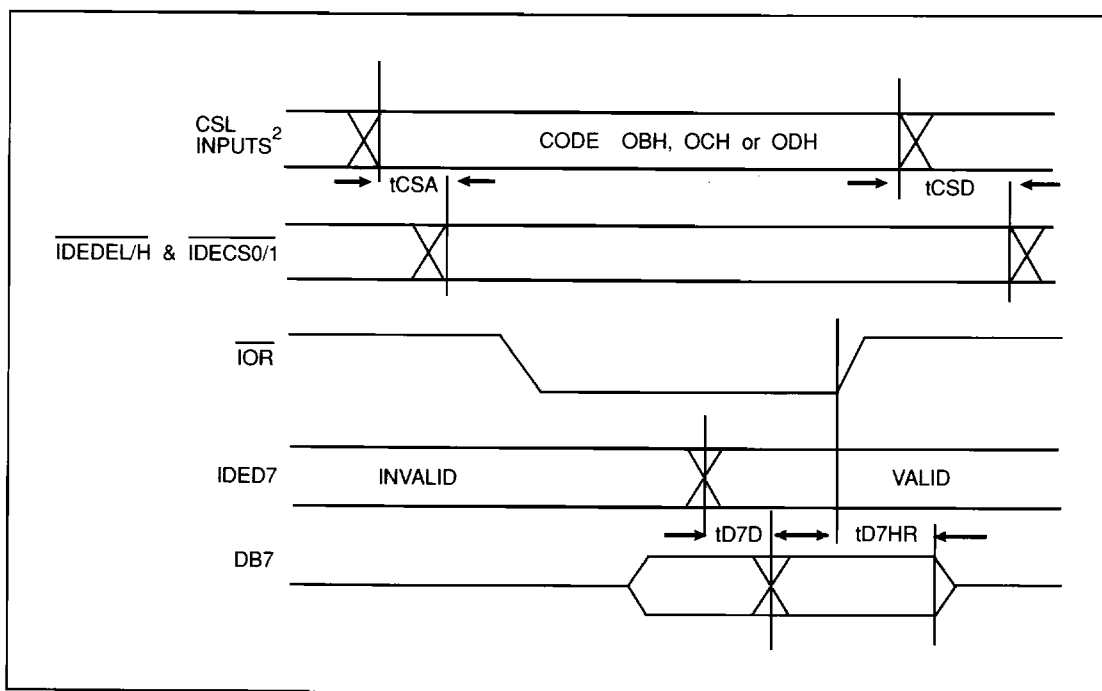 CSL
INPUTS²
CODE OBH, OCH or ODH
tCSA
tCSD
IDEDEL/H & IDECS0/1
IOR
IDED7
INVALID
VALID
tD7D
tD7HR
DB7